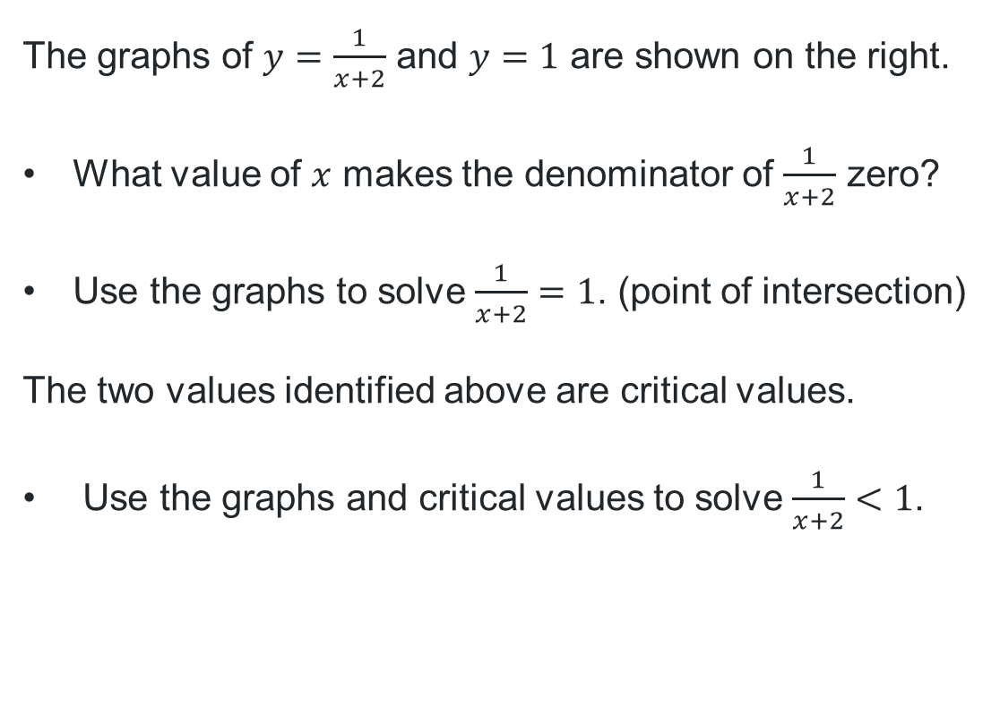 The graphs of $y = \frac{1}{x+2}$ and $y = 1$ are shown on the right.
• What value of $x$ makes the denominator of $\frac{1}{x+2}$ zero?
• Use the graphs to solve $\frac{1}{x+2} = 1$. (point of intersection)
The two values identified above are critical values.
• Use the graphs and critical values to solve $\frac{1}{x+2} < 1$.